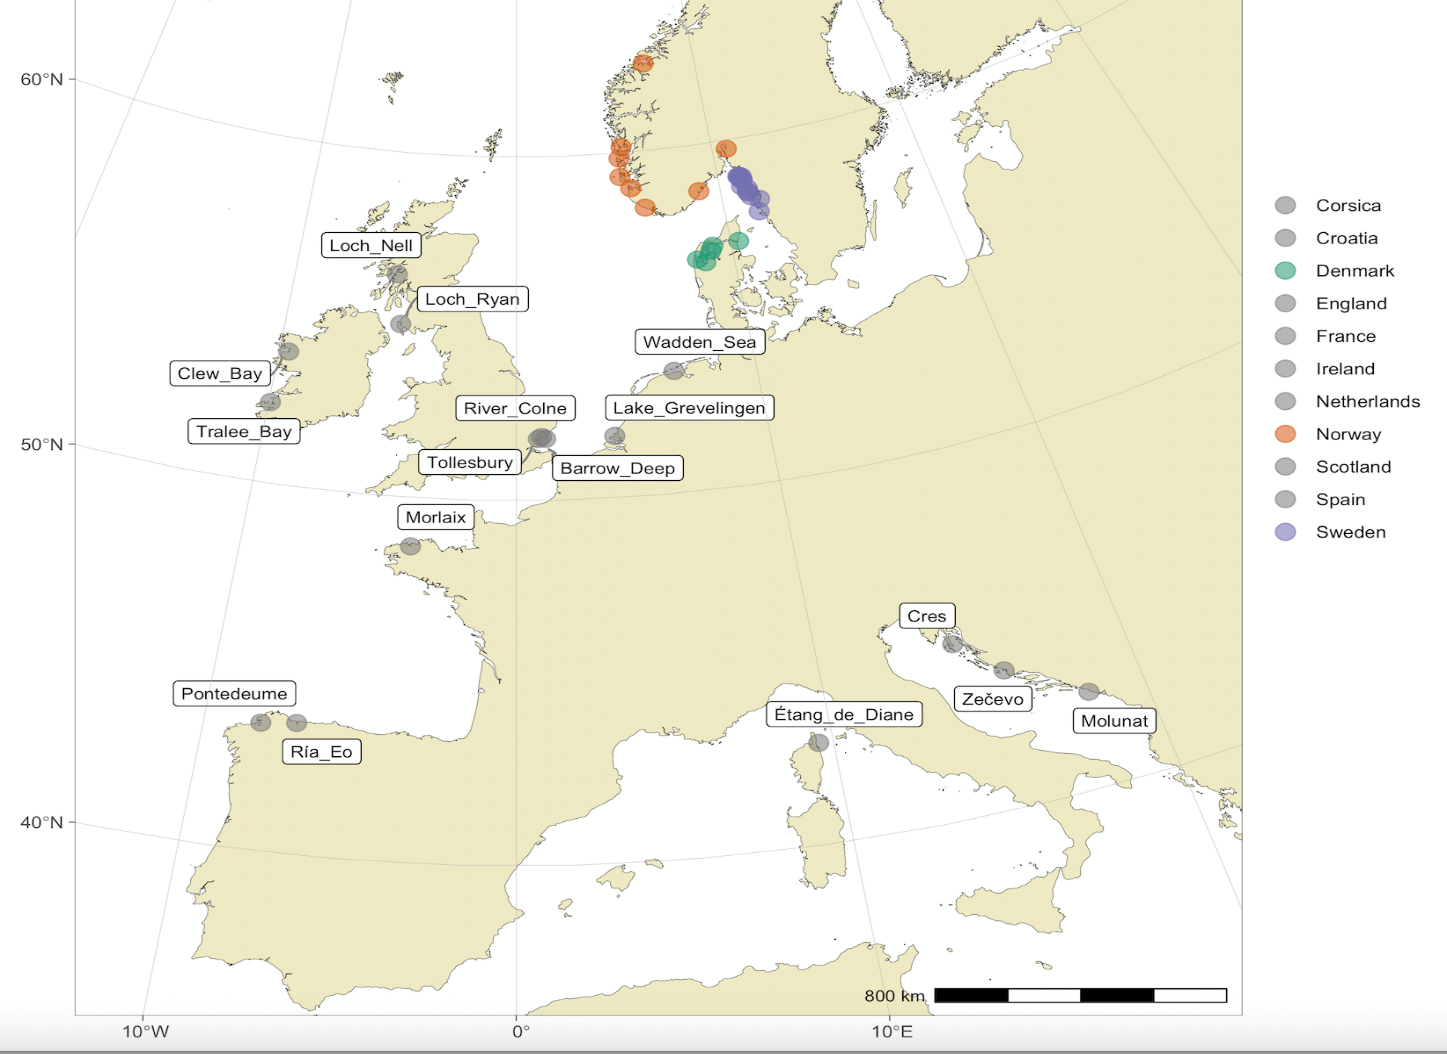 60°N
Loch_Nell
Corsica
Croatia
Denmark
Loch_Ryan
England
Wadden_Sea
France
Clew_Bay
Ireland
River_Colne
Lake_Grevelingen
Netherlands
Tralee_Bay
Norway
50°N
Tollesbury
Barrow_Deep
Scotland
Spain
Morlaix
Sweden
Cres
Pontedeume
Zečevo
Étang_de_Diane
Molunat
Ría_Eo
40°N
800 km
10°W
0°
10°E